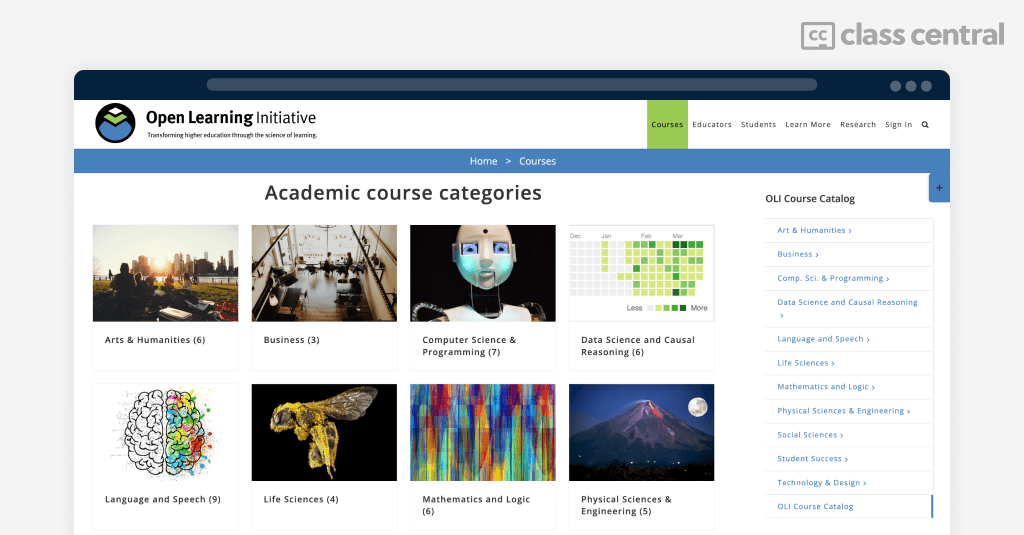 cc class central
Open Learning Initiative
Transforming higher education through the science of learning.
Courses Educators Students Learn More Research Sign In
Home > Courses
+
Academic course categories
Dec Jan Feb Mar
Less More
Arts & Humanities (6)
Business (3)
Computer Science &
Programming (7)
Data Science and Causal
Reasoning (6)
Language and Speech (9)
Life Sciences (4)
Mathematics and Logic
(6)
Physical Sciences &
Engineering (5)
OLI Course Catalog
Art & Humanities ›
Business ›
Comp. Sci. & Programming ›
Data Science and Causal Reasoning
›
Language and Speech ›
Life Sciences ›
Mathematics and Logic ›
Physical Sciences & Engineering ›
Social Sciences ›
Student Success ›
Technology & Design ›
OLI Course Catalog